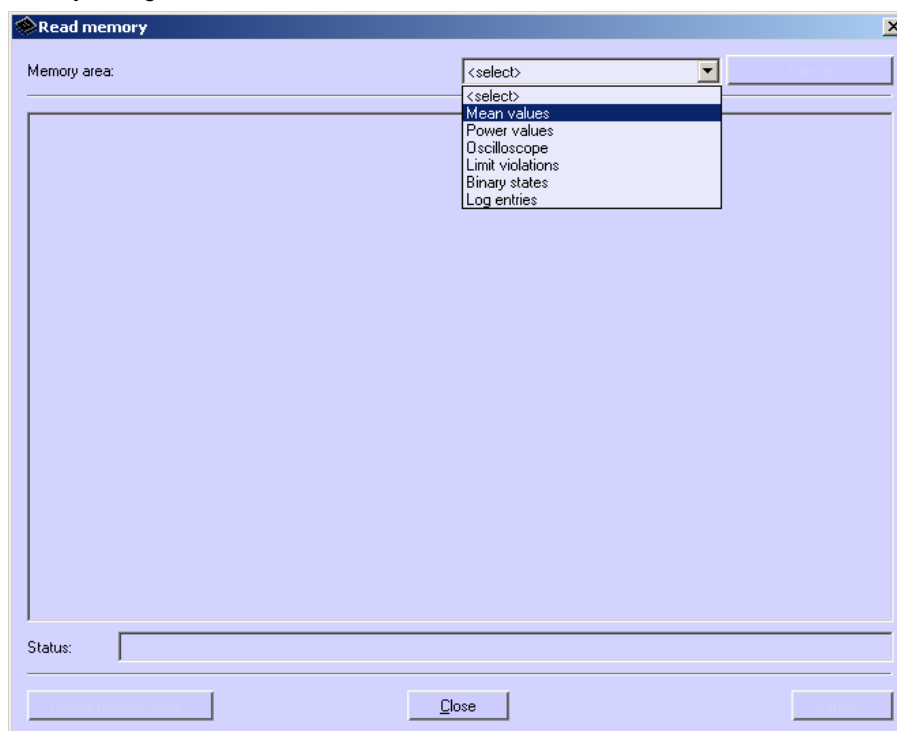 Read memory
Memory area:
<select>
<select>
Mean values
Power values
Oscilloscope
Limit violations
Binary states
Log entries
Status:
Close